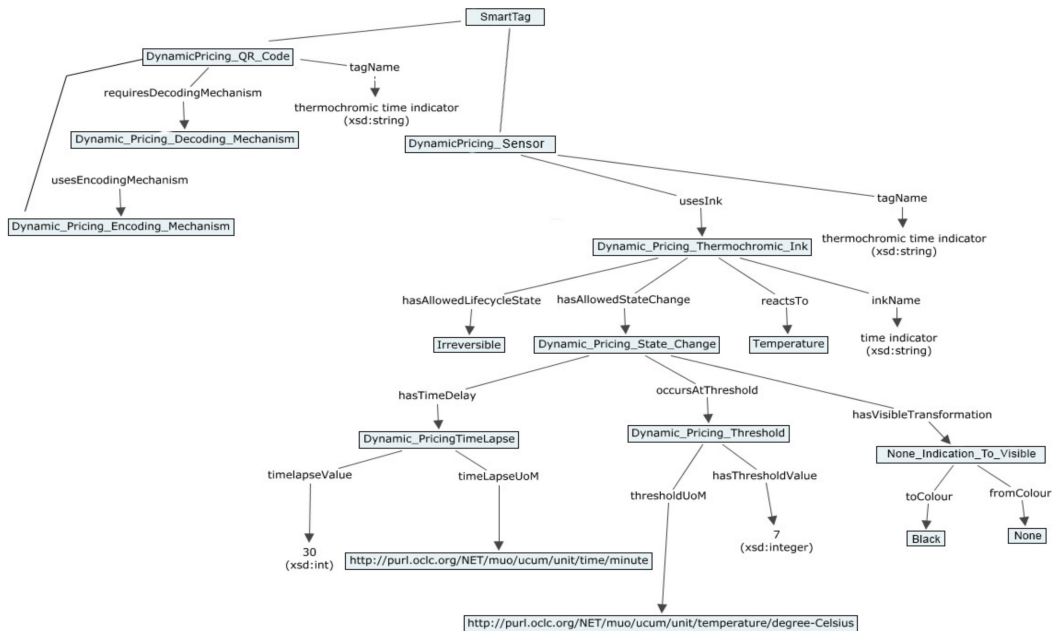 SmartTag
DynamicPricing_QR_Code
tagName
requiresDecodingMechanism
thermochromic time indicator
(xsd:string)
Dynamic_Pricing_Decoding_Mechanism
DynamicPricing_Sensor
usesEncodingMechanism
Dynamic_Pricing_Encoding_Mechanism
usesInk
tagName
thermochromic time indicator
(xsd:string)
Dynamic_Pricing_Thermochromic_Ink
hasAllowedLifecycleState
hasAllowedStateChange
reactsTo
inkName
Irreversible
Dynamic_Pricing_State_Change
Temperature
time indicator
(xsd:string)
hasTimeDelay
occursAtThreshold
hasVisibleTransformation
Dynamic_PricingTimeLapse
Dynamic_Pricing_Threshold
None_Indication_To_Visible
timelapseValue
timeLapseUoM
thresholdUoM
hasThresholdValue
toColour
fromColour
30
(xsd:int)
http://purl.oclc.org/NET/muo/ucum/unit/time/minute
7
(xsd:integer)
Black
None
http://purl.oclc.org/NET/muo/ucum/unit/temperature/degree-Celsius